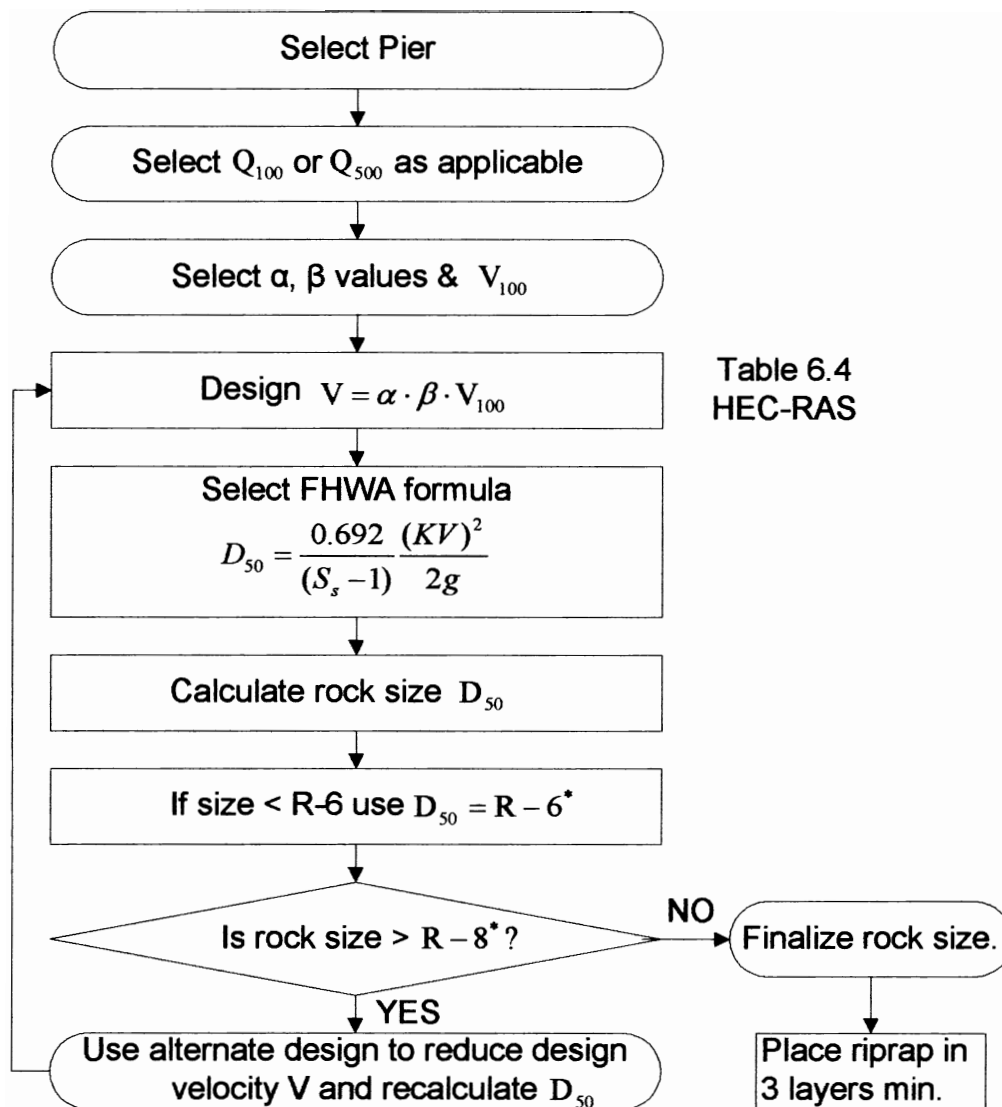 Select Pier
Select Q₁₀₀ or Q₅₀₀ as applicable
Select α, β values & V₁₀₀
Design V = α · β · V₁₀₀
Table 6.4
HEC-RAS
Select FHWA formula
D₅₀ = 0.692/(Sₛ − 1) (KV)²/2g
Calculate rock size D₅₀
If size < R-6 use D₅₀ = R − 6*
Is rock size > R − 8* ?
NO
Finalize rock size.
YES
Use alternate design to reduce design
velocity V and recalculate D₅₀
Place riprap in
3 layers min.